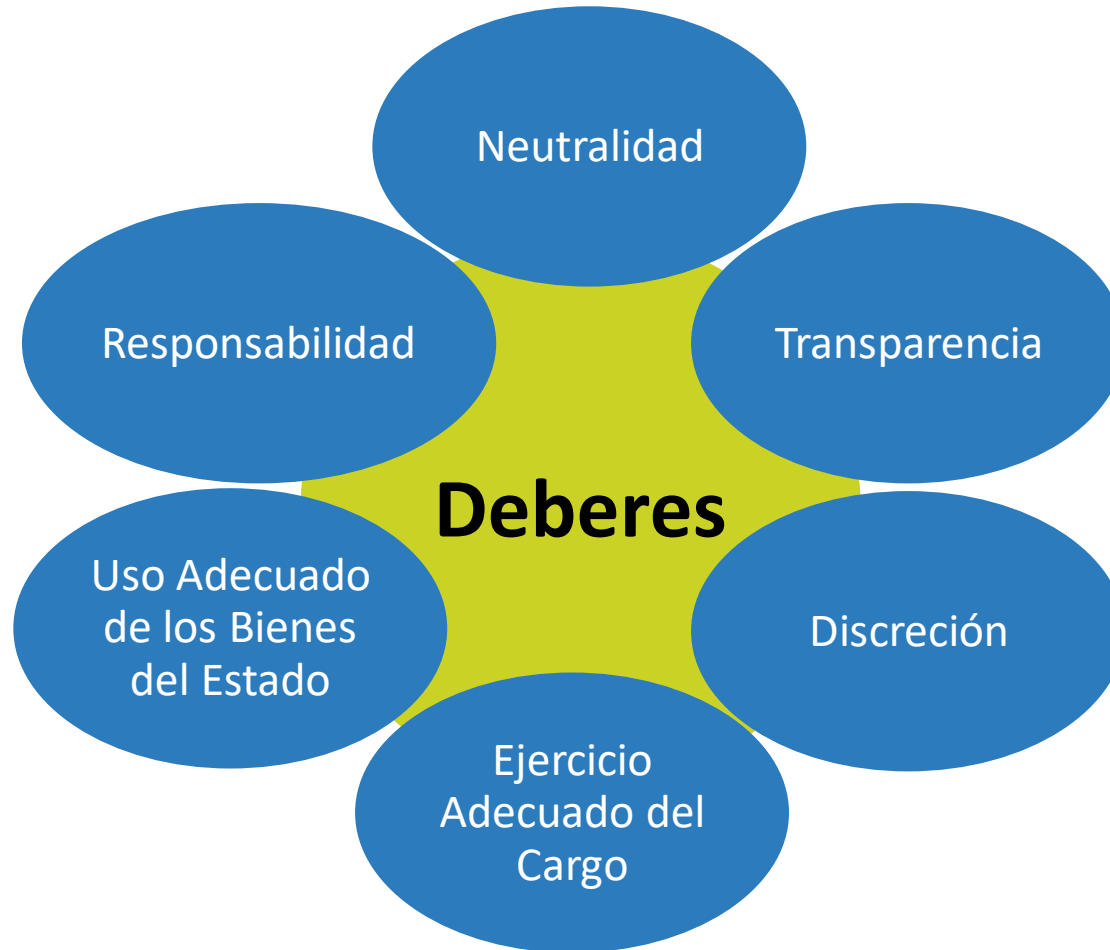 Neutralidad
Responsabilidad
Transparencia
Deberes
Uso Adecuado
de los Bienes
del Estado
Discreción
Ejercicio
Adecuado del
Cargo